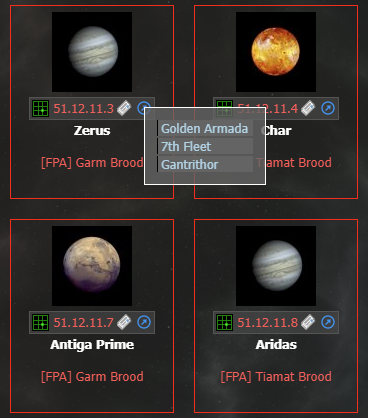 51.12.11.3
Zerus
[FPA] Garm Brood
51.12.11.4
Char
Tiamat Brood
Golden Armada
7th Fleet
Gantrithor
51.12.11.7
Antiga Prime
[FPA] Garm Brood
51.12.11.8
Aridas
[FPA] Tiamat Brood